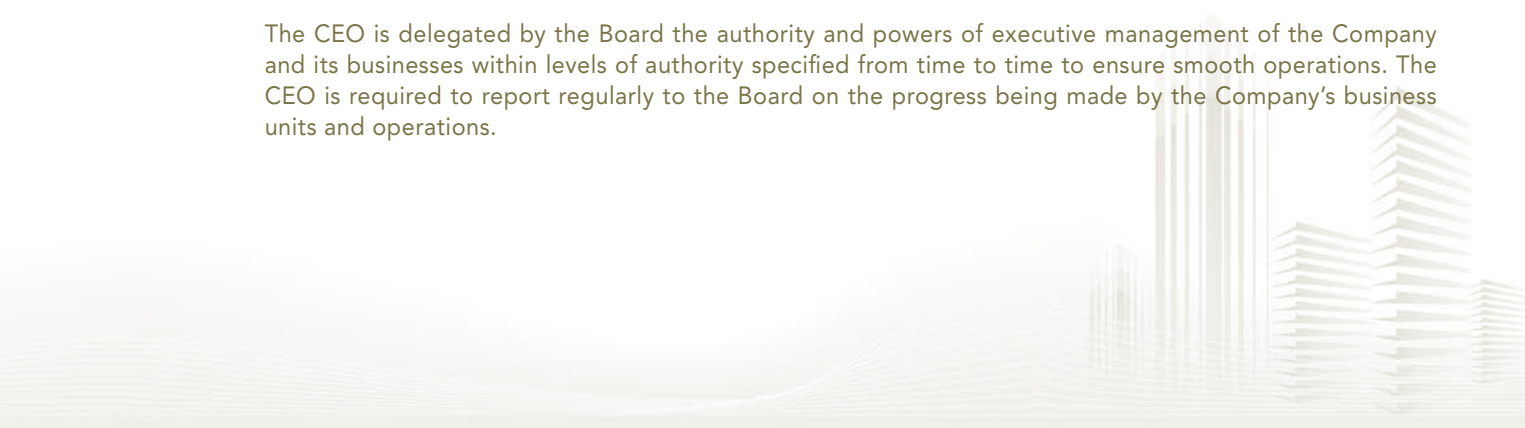 The CEO is delegated by the Board the authority and powers of executive management of the Company
and its businesses within levels of authority specified from time to time to ensure smooth operations. The
CEO is required to report regularly to the Board on the progress being made by the Company’s business
units and operations.